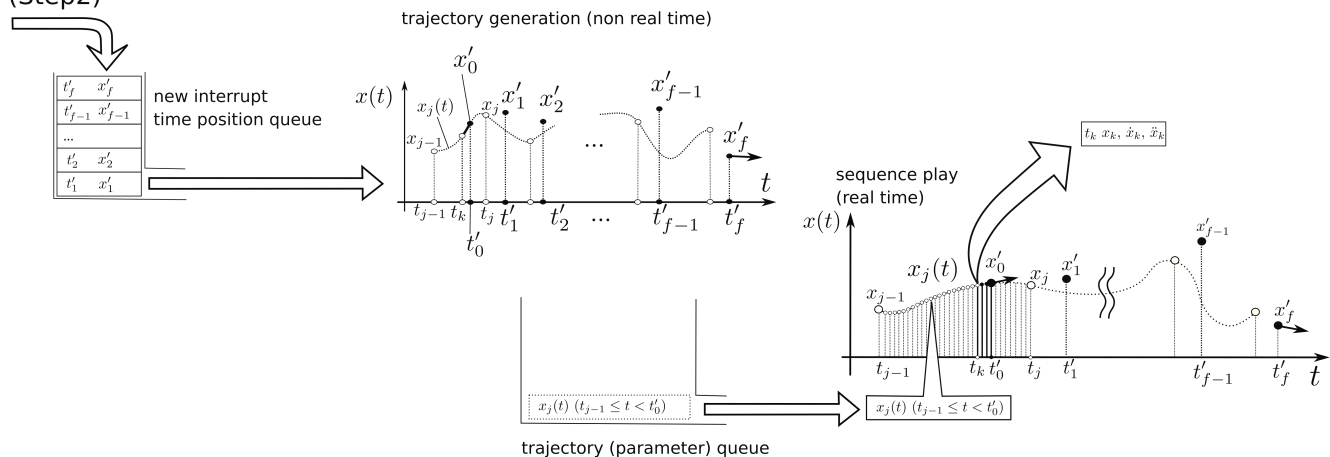 (Step2)
trajectory generation (non real time)
t′_f x′_f
t′_{f−1} x′_{f−1}
...
t′_2 x′_2
t′_1 x′_1
new interrupt
time position queue
x(t)
x′_0
x_j(t)
x_{j−1}
x_j
x′_1
x′_2
...
x′_{f−1}
x′_f
t
t_{j−1} t_k t_j t′_1 t′_2 ... t′_{f−1} t′_f
t′_0
t_k x_k, ẋ_k, ẍ_k
sequence play
(real time)
x(t)
x_{j−1}
x_j(t)
x′_0
x_j
x′_1
x′_{f−1}
x′_f
t_{j−1} t_k t′_0 t_j t′_1 t′_{f−1} t′_f t
x_j(t) (t_{j−1} ≤ t < t′_0)
x_j(t) (t_{j−1} ≤ t < t′_0)
trajectory (parameter) queue